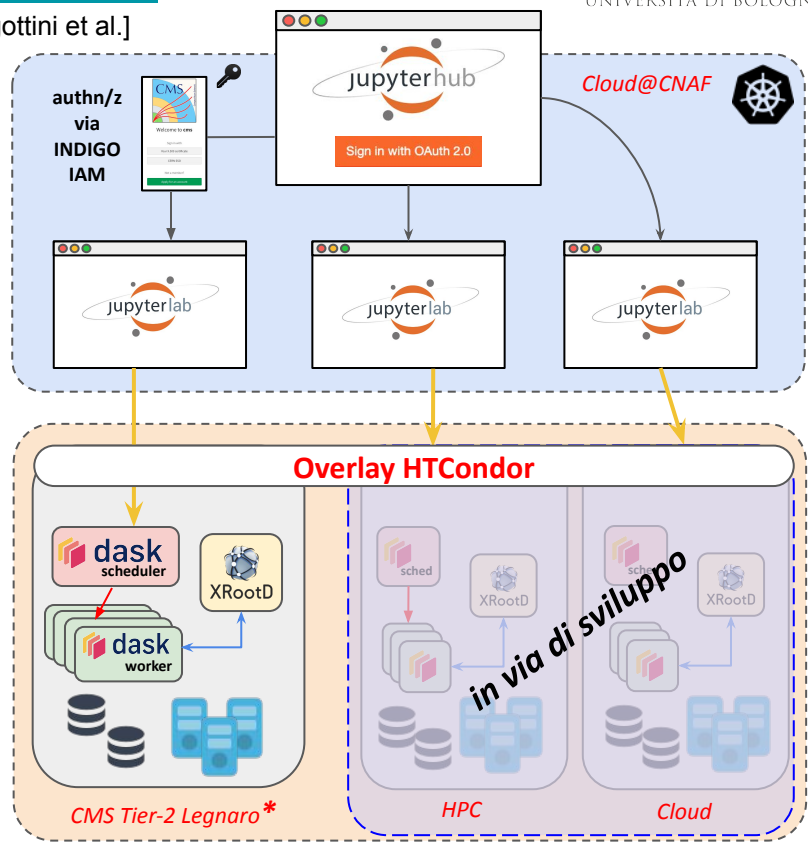 UNIVERSITÀ DI BOLOGN
gottini et al.]
authn/z
via
INDIGO
IAM
CMS
Welcome to cms
jupyterhub
Sign in with OAuth 2.0
Cloud@CNAF
jupyterlab
jupyterlab
jupyterlab
Overlay HTCondor
dask
scheduler
XRootD
dask
worker
sched
XRootD
sched
XRootD
in via di sviluppo
CMS Tier-2 Legnaro*
HPC
Cloud